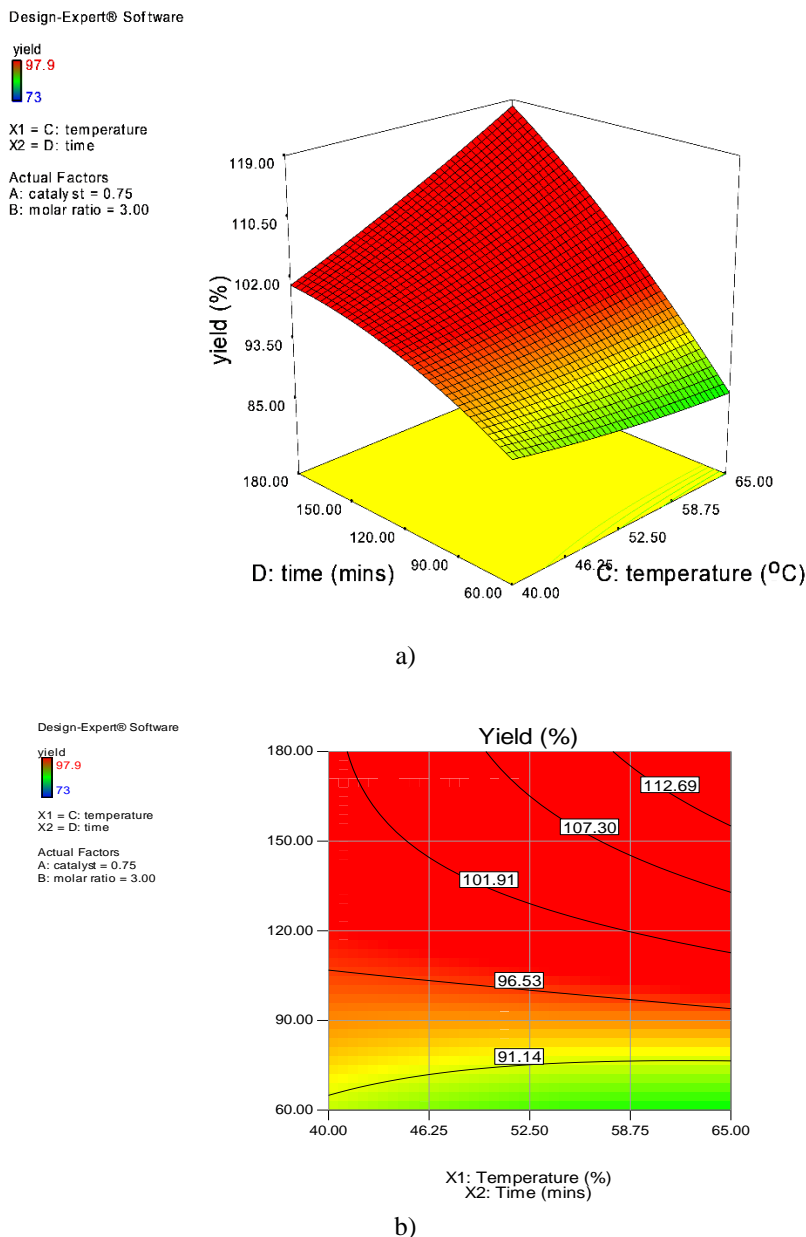 Design-Expert® Software
yield
97.9
73
X1 = C: temperature
X2 = D: time
Actual Factors
A: catalyst = 0.75
B: molar ratio = 3.00
119.00
110.50
102.00
93.50
85.00
yield (%)
180.00
150.00
120.00
90.00
60.00
D: time (mins)
40.00
46.25
52.50
58.75
65.00
C: temperature (ºC)
a)
Design-Expert® Software
yield
97.9
73
X1 = C: temperature
X2 = D: time
Actual Factors
A: catalyst = 0.75
B: molar ratio = 3.00
Yield (%)
180.00
150.00
120.00
90.00
60.00
112.69
107.30
101.91
96.53
91.14
40.00
46.25
52.50
58.75
65.00
X1: Temperature (%)
X2: Time (mins)
b)